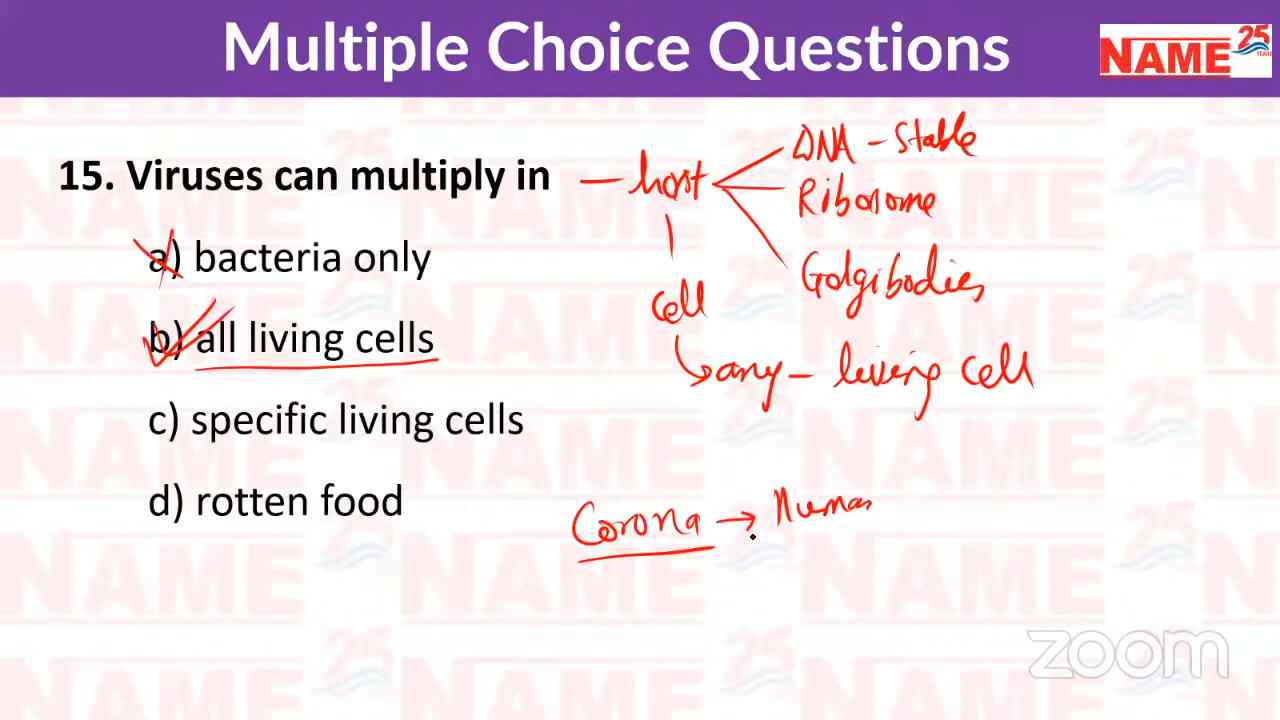 Multiple Choice Questions
NAME 25 YEARS
15. Viruses can multiply in – host
DNA – Stable
Ribosome
Golgibodies
a) bacteria only
cell
b) all living cells
any – living cell
c) specific living cells
d) rotten food
Corona → Human
zoom